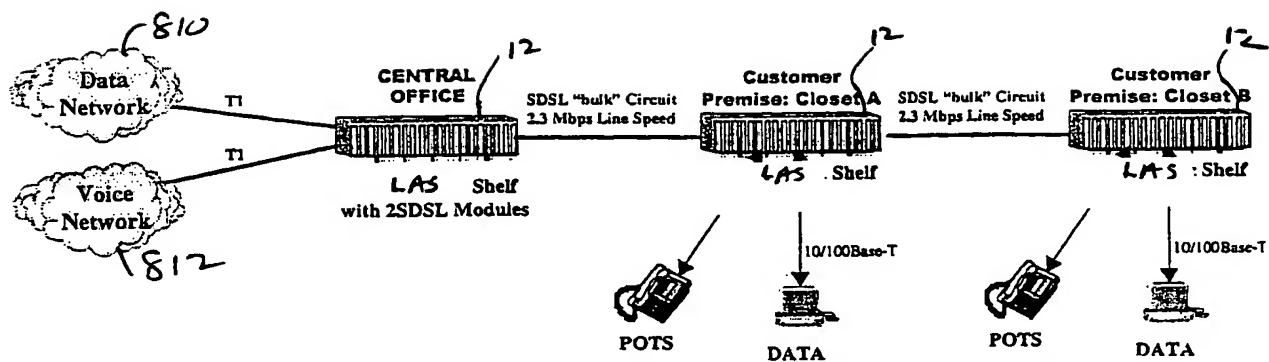 810
Data
Network
T1
T1
Voice
Network
812
CENTRAL
OFFICE
12
LAS Shelf
with 2SDSL Modules
SDSL "bulk" Circuit
2.3 Mbps Line Speed
Customer
Premise: Closet A
12
LAS Shelf
POTS
10/100Base-T
DATA
SDSL "bulk" Circuit
2.3 Mbps Line Speed
Customer
Premise: Closet B
12
LAS Shelf
POTS
10/100Base-T
DATA